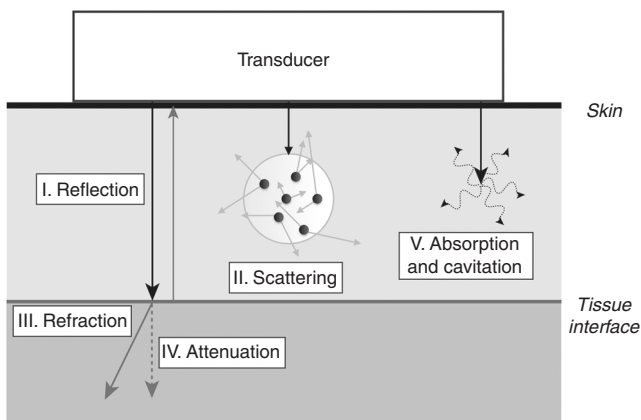 Transducer
Skin
I. Reflection
V. Absorption
and cavitation
II. Scattering
Tissue
interface
III. Refraction
IV. Attenuation